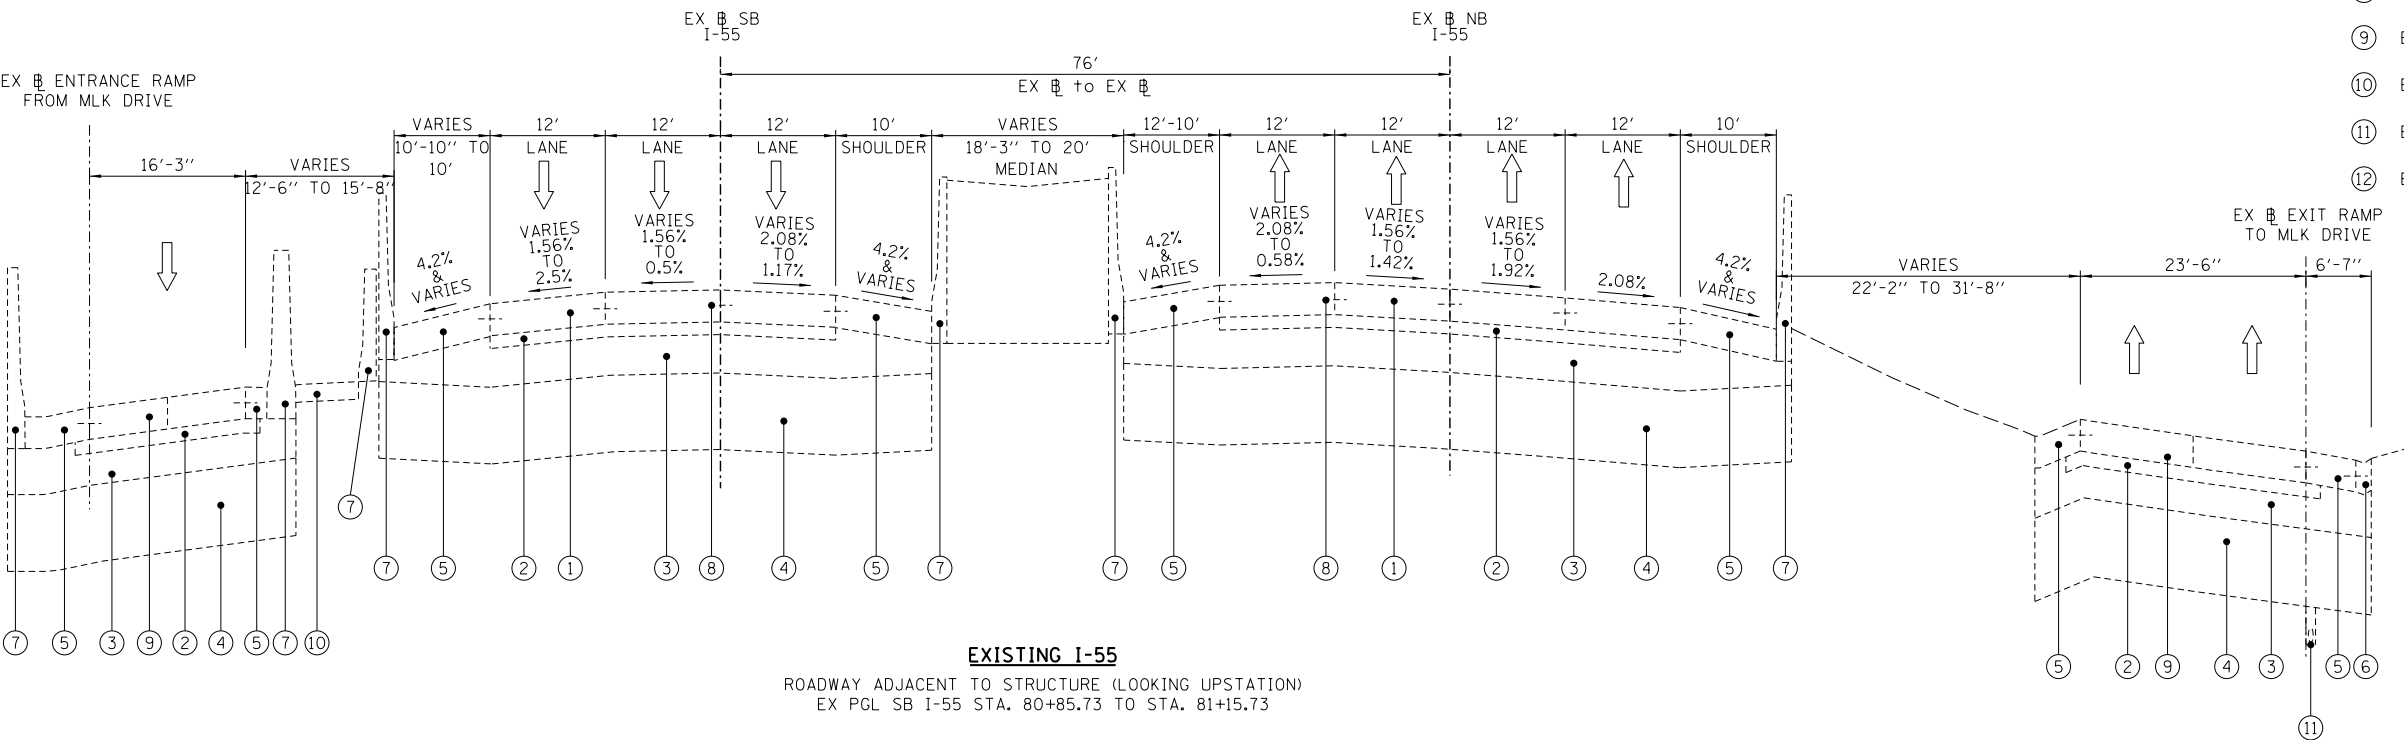 EX ℄ SB
I-55
EX ℄ NB
I-55
76'
EX ℄ to EX ℄
EX ℄ ENTRANCE RAMP
FROM MLK DRIVE
16'-3''
VARIES
12'-6'' TO 15'-8''
VARIES
10'-10'' TO
10'
12'
LANE
12'
LANE
12'
LANE
10'
SHOULDER
VARIES
18'-3'' TO 20'
MEDIAN
12'-10'
SHOULDER
12'
LANE
12'
LANE
12'
LANE
12'
LANE
10'
SHOULDER
4.2%
&
VARIES
VARIES
1.56%
TO
2.5%
VARIES
1.56%
TO
0.5%
VARIES
2.08%
TO
1.17%
4.2%
&
VARIES
4.2%
&
VARIES
VARIES
2.08%
TO
0.58%
VARIES
1.56%
TO
1.42%
VARIES
1.56%
TO
1.92%
2.08%
4.2%
&
VARIES
VARIES
22'-2'' TO 31'-8''
EX ℄ EXIT RAMP
TO MLK DRIVE
23'-6''
6'-7''
9
10
11
12
7
7 5 2 1 3 8 4 5 7 7 5 8 1 2 3 4 5 7
7 5 3 9 2 4 5 7 10
5 2 9 4 3 5 6
11
EXISTING I-55
ROADWAY ADJACENT TO STRUCTURE (LOOKING UPSTATION)
EX PGL SB I-55 STA. 80+85.73 TO STA. 81+15.73